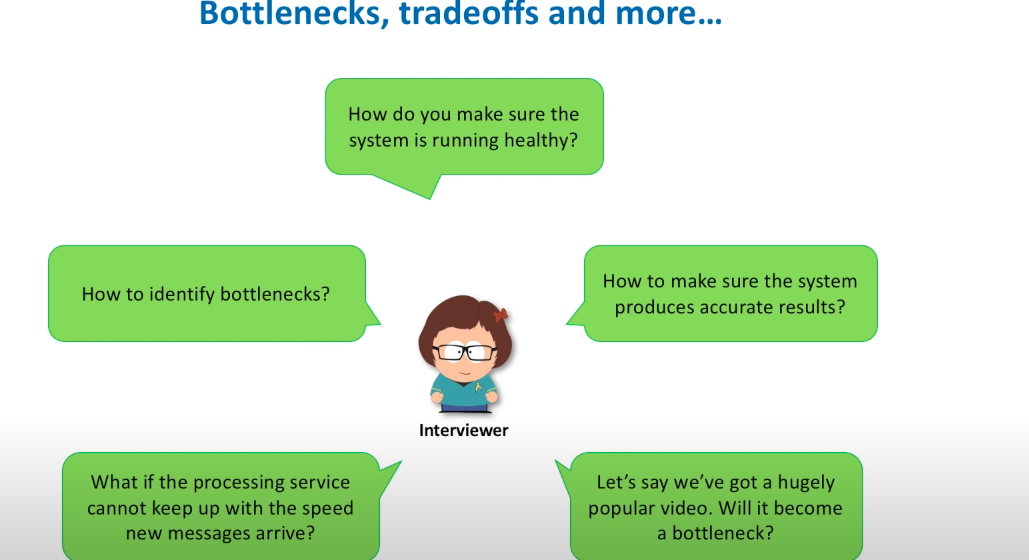 Bottlenecks, tradeoffs and more…
How do you make sure the
system is running healthy?
How to identify bottlenecks?
How to make sure the system
produces accurate results?
Interviewer
What if the processing service
cannot keep up with the speed
new messages arrive?
Let’s say we’ve got a hugely
popular video. Will it become
a bottleneck?